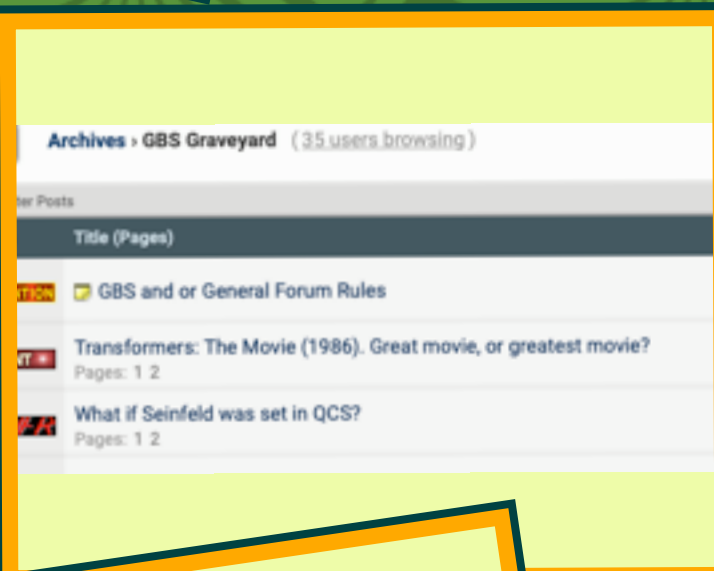 Archives › GBS Graveyard (35 users browsing)
Posts
Title (Pages)
GBS and or General Forum Rules
Transformers: The Movie (1986). Great movie, or greatest movie?
Pages: 1 2
What if Seinfeld was set in QCS?
Pages: 1 2